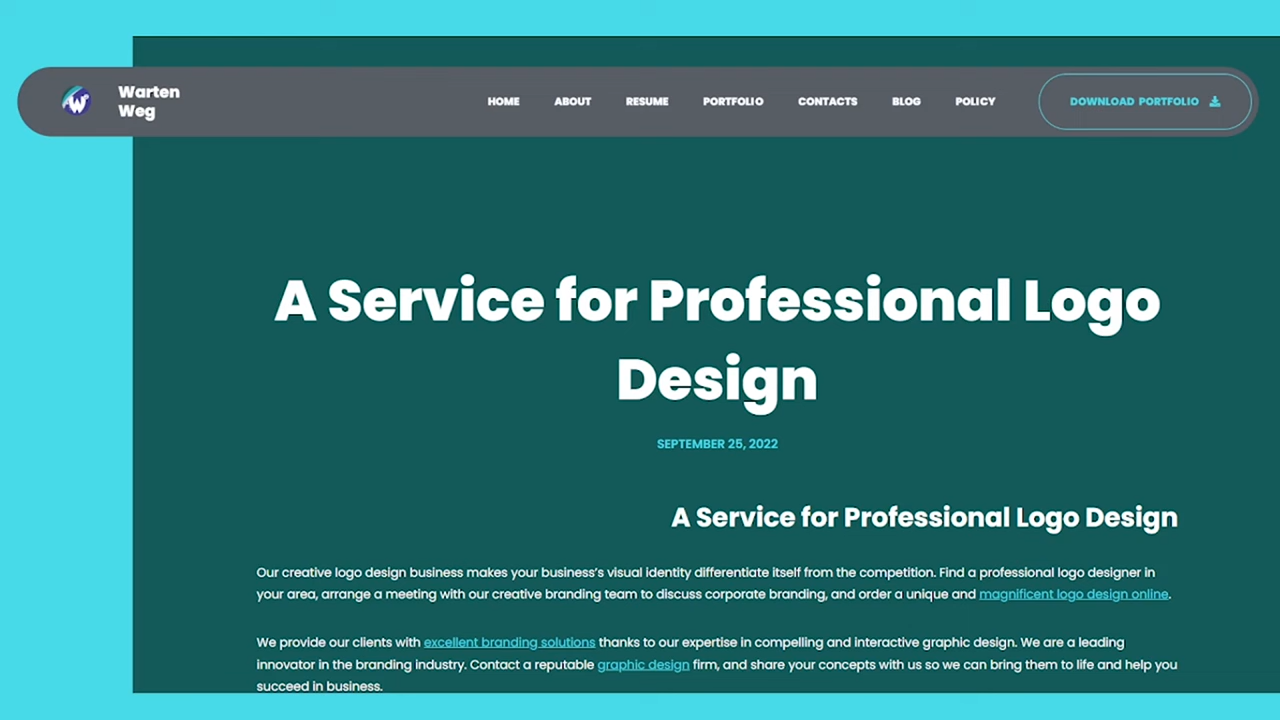 Warten
Weg
HOME ABOUT RESUME PORTFOLIO CONTACTS BLOG POLICY DOWNLOAD PORTFOLIO
A Service for Professional Logo
Design
SEPTEMBER 25, 2022
A Service for Professional Logo Design
Our creative logo design business makes your business’s visual identity differentiate itself from the competition. Find a professional logo designer in
your area, arrange a meeting with our creative branding team to discuss corporate branding, and order a unique and magnificent logo design online.
We provide our clients with excellent branding solutions thanks to our expertise in compelling and interactive graphic design. We are a leading
innovator in the branding industry. Contact a reputable graphic design firm, and share your concepts with us so we can bring them to life and help you
succeed in business.